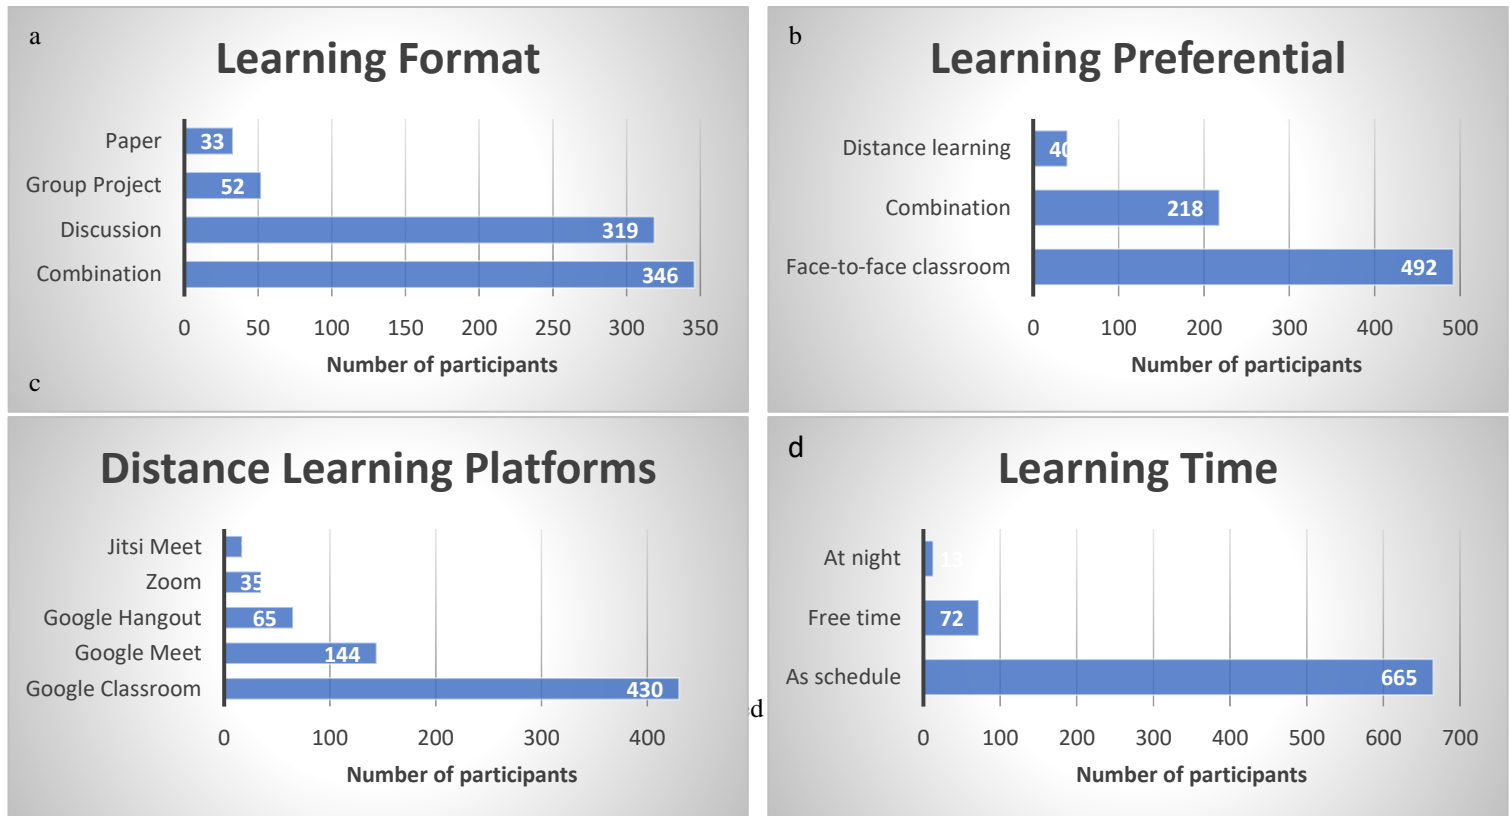 a
Learning Format
Paper 33
Group Project 52
Discussion 319
Combination 346
0 50 100 150 200 250 300 350
Number of participants
b
Learning Preferential
Distance learning 40
Combination 218
Face-to-face classroom 492
0 100 200 300 400 500
Number of participants
c
Distance Learning Platforms
Jitsi Meet
Zoom 35
Google Hangout 65
Google Meet 144
Google Classroom 430
0 100 200 300 400
Number of participants
d
Learning Time
At night 13
Free time 72
As schedule 665
0 100 200 300 400 500 600 700
Number of participants